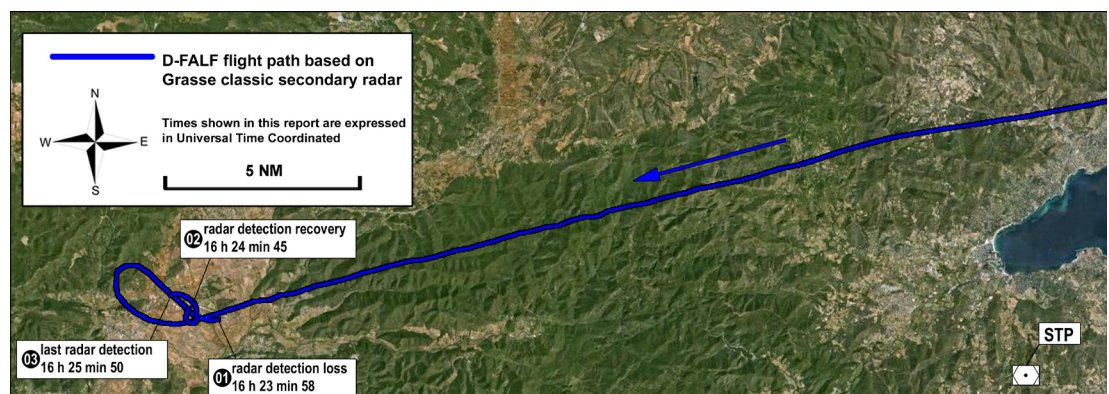 D-FALF flight path based on
Grasse classic secondary radar
N
W
E
S
Times shown in this report are expressed
in Universal Time Coordinated
5 NM
02
radar detection recovery
16 h 24 min 45
03
last radar detection
16 h 25 min 50
01
radar detection loss
16 h 23 min 58
STP